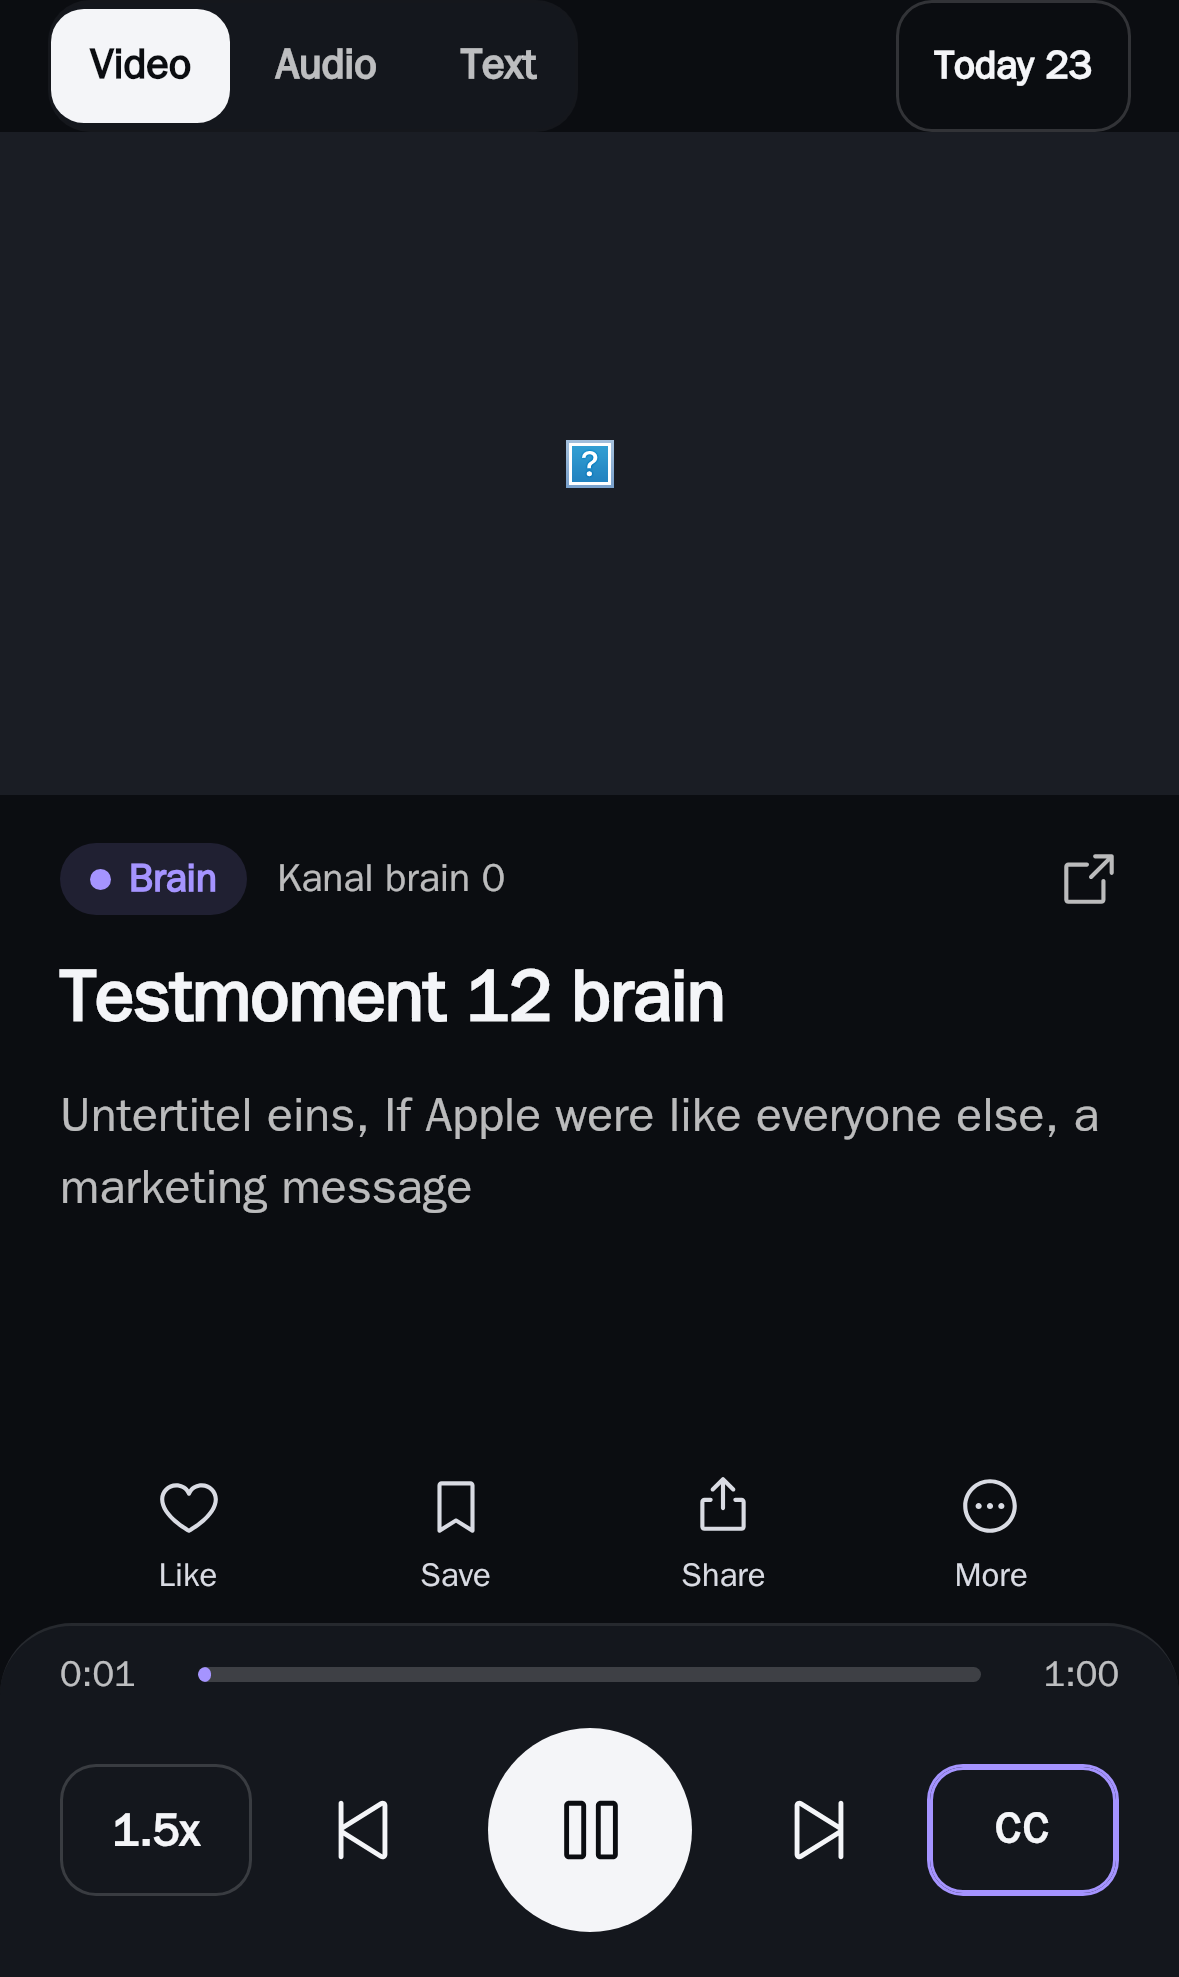 Video Audio Text Today 23
?
Brain Kanal brain 0
Testmoment 12 brain
Untertitel eins, If Apple were like everyone else, a
marketing message
Like Save Share More
0:01 1:00
1.5x CC